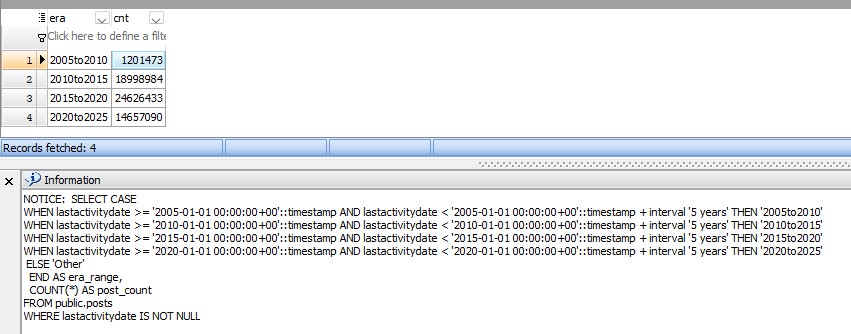 era cnt
Click here to define a filte
1 2005to2010 1201473
2 2010to2015 18998984
3 2015to2020 24626433
4 2020to2025 14657090
Records fetched: 4
Information
NOTICE: SELECT CASE
WHEN lastactivitydate >= '2005-01-01 00:00:00+00'::timestamp AND lastactivitydate < '2005-01-01 00:00:00+00'::timestamp + interval '5 years' THEN '2005to2010'
WHEN lastactivitydate >= '2010-01-01 00:00:00+00'::timestamp AND lastactivitydate < '2010-01-01 00:00:00+00'::timestamp + interval '5 years' THEN '2010to2015'
WHEN lastactivitydate >= '2015-01-01 00:00:00+00'::timestamp AND lastactivitydate < '2015-01-01 00:00:00+00'::timestamp + interval '5 years' THEN '2015to2020'
WHEN lastactivitydate >= '2020-01-01 00:00:00+00'::timestamp AND lastactivitydate < '2020-01-01 00:00:00+00'::timestamp + interval '5 years' THEN '2020to2025'
ELSE 'Other'
END AS era_range,
COUNT(*) AS post_count
FROM public.posts
WHERE lastactivitydate IS NOT NULL